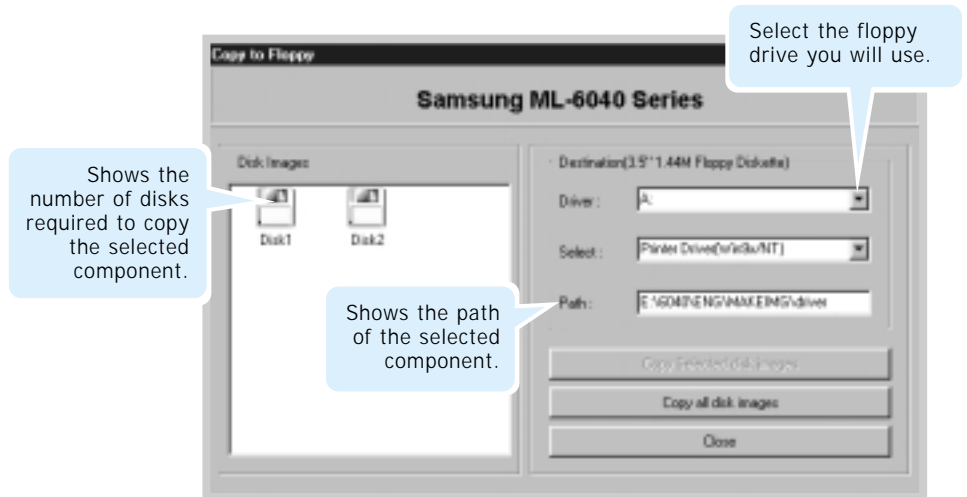 Select the floppy
drive you will use.
Copy to Floppy
Samsung ML-6040 Series
Shows the
number of disks
required to copy
the selected
component.
Disk Images
Disk1
Disk2
Destination(3.5" 1.44M Floppy Diskette)
Driver :
A:
Select :
Printer Driver(Win9x/NT)
Path :
E:\6040\ENG\MAKEIMG\driver
Shows the path
of the selected
component.
Copy Selected disk images
Copy all disk images
Close